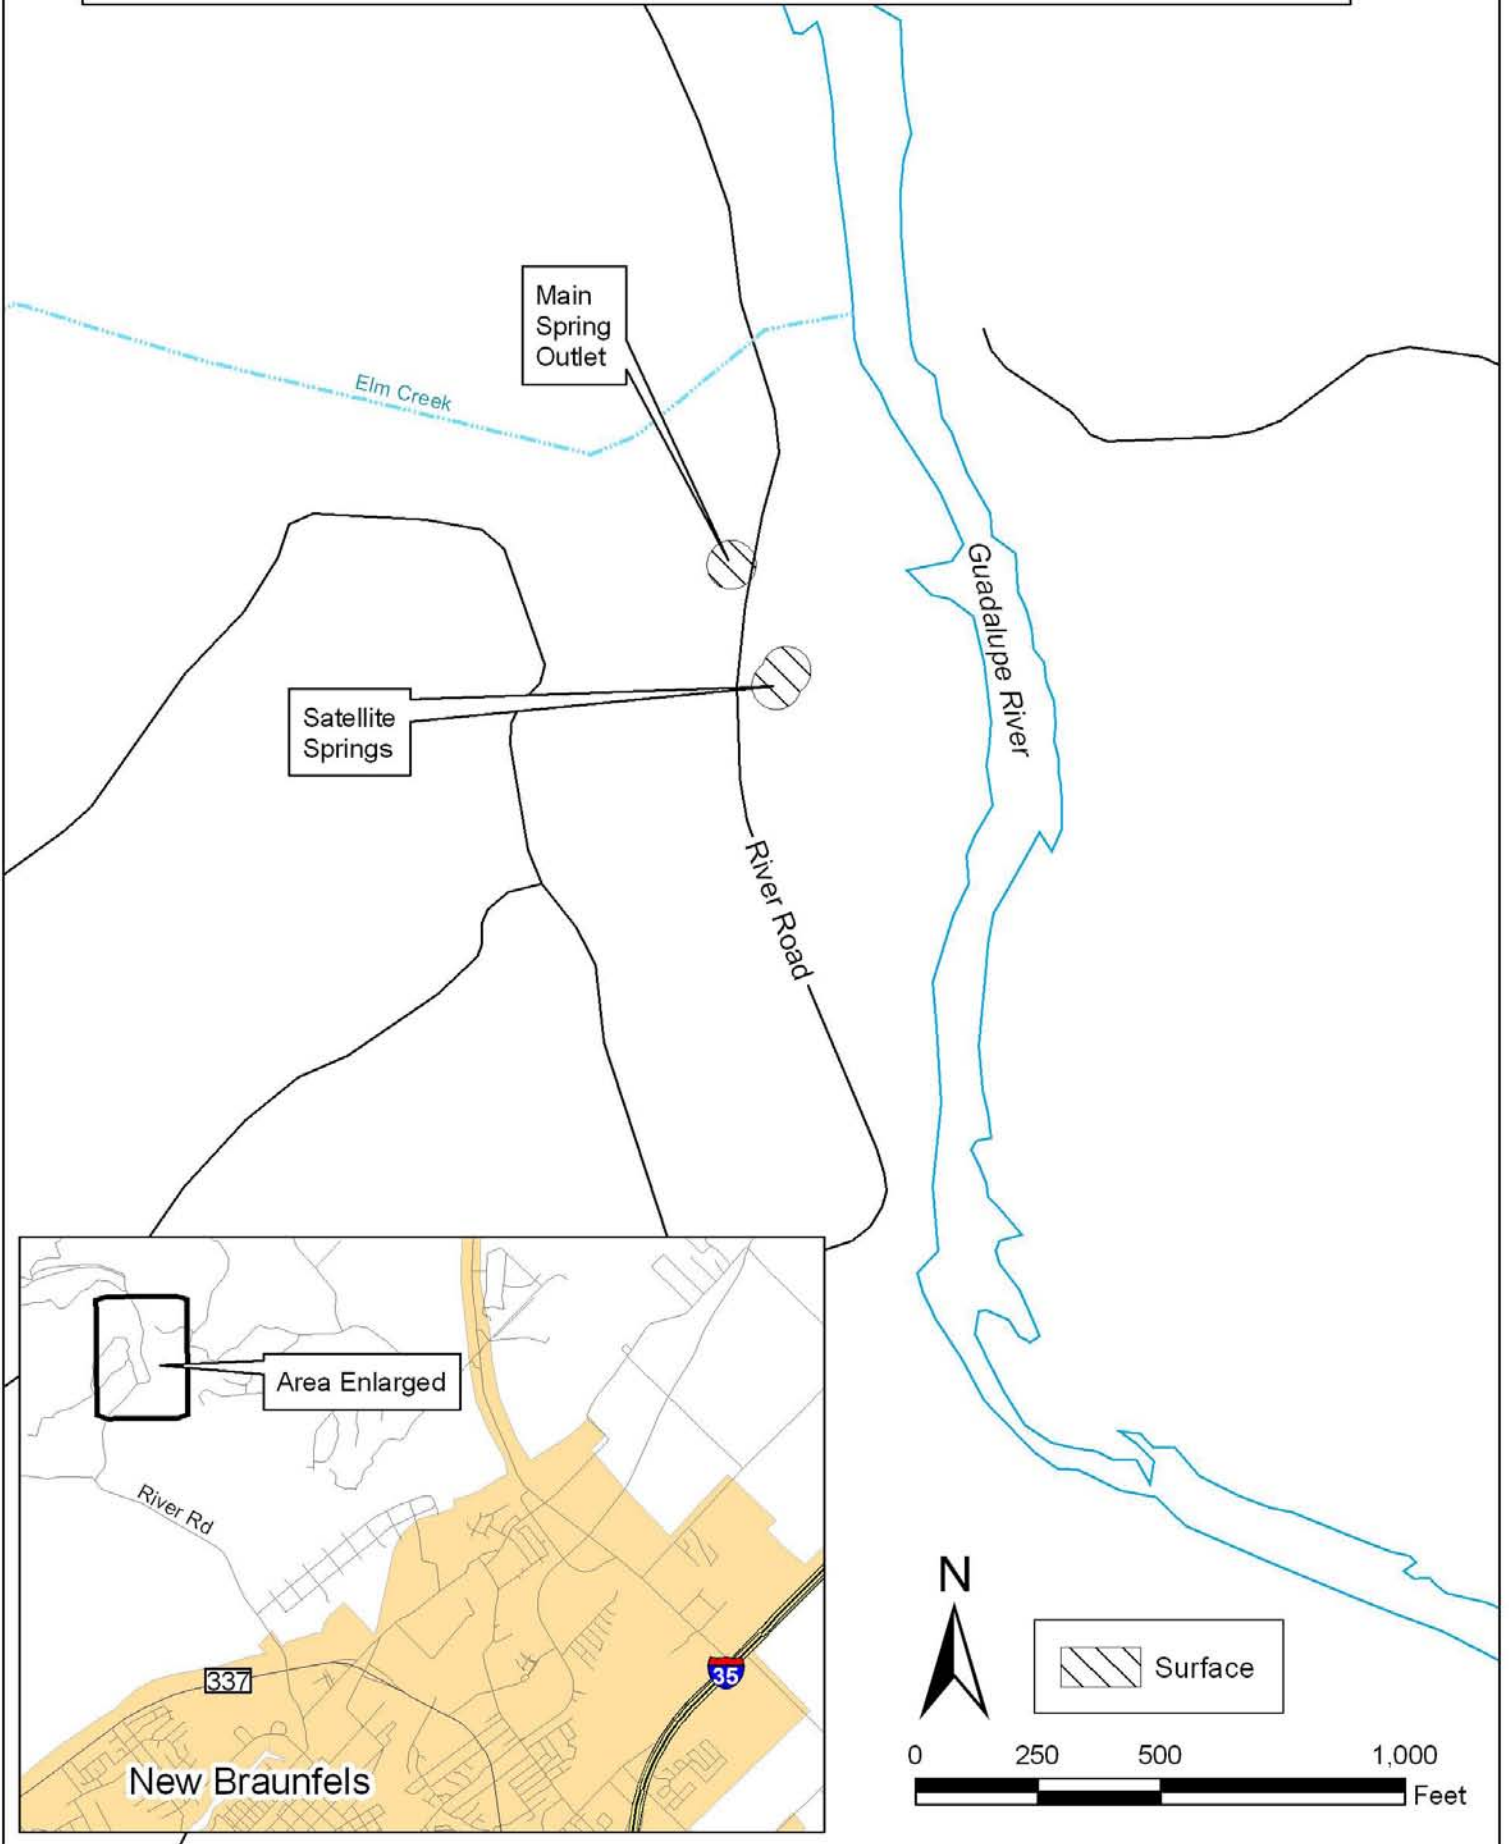 Main
Spring
Outlet
Elm Creek
Guadalupe River
Satellite
Springs
River Road
Area Enlarged
River Rd
337
35
New Braunfels
N
Surface
0 250 500 1,000
Feet